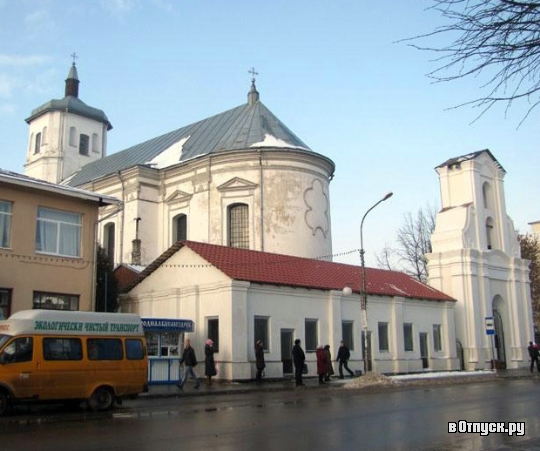 ЭКОЛОГИЧЕСКИ ЧИСТЫЙ ТРАНСПОРТ
вОтпуск.ру